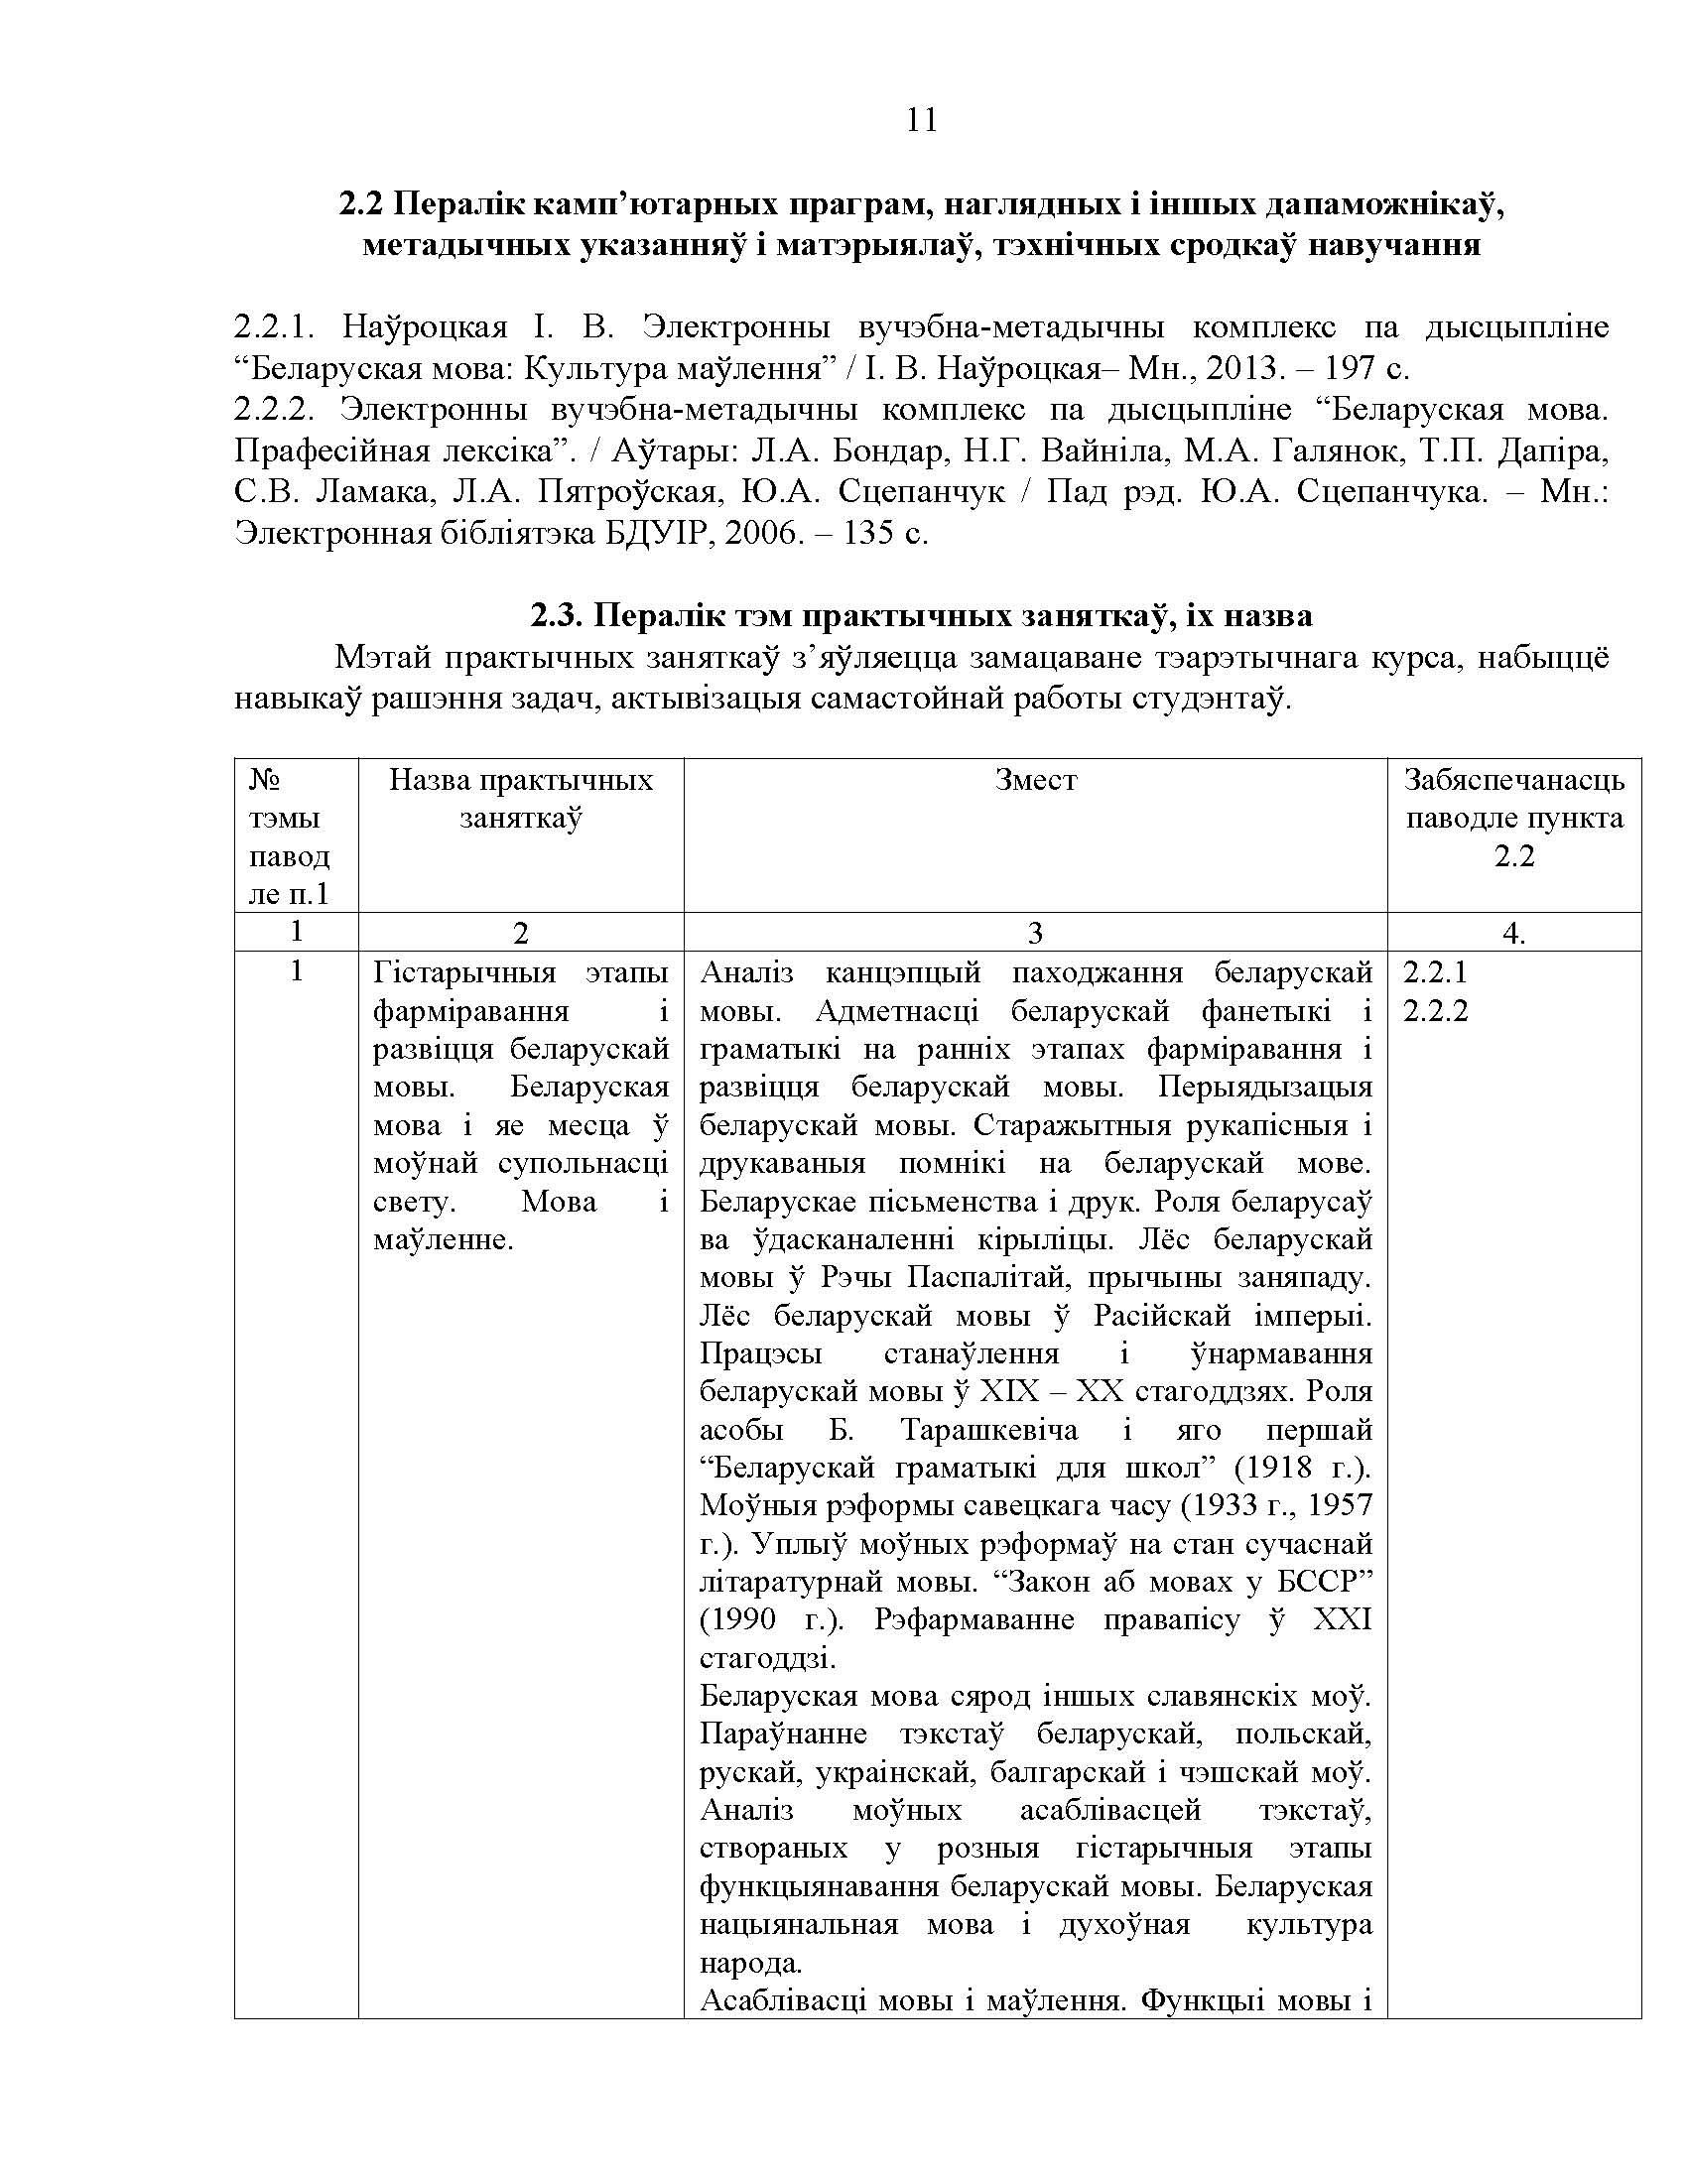 11
2.2 Пералік камп’ютарных праграм, наглядных і іншых дапаможнікаў,
метадычных указанняў і матэрыялаў, тэхнічных сродкаў навучання
2.2.1. Наўроцкая І. В. Электронны вучэбна-метадычны комплекс па дысцыпліне
“Беларуская мова: Культура маўлення” / І. В. Наўроцкая– Мн., 2013. – 197 с.
2.2.2. Электронны вучэбна-метадычны комплекс па дысцыпліне “Беларуская мова.
Прафесійная лексіка”. / Аўтары: Л.А. Бондар, Н.Г. Вайніла, М.А. Галянок, Т.П. Дапіра,
С.В. Ламака, Л.А. Пятроўская, Ю.А. Сцепанчук / Пад рэд. Ю.А. Сцепанчука. – Мн.:
Электронная бібліятэка БДУІР, 2006. – 135 с.
2.3. Пералік тэм практычных заняткаў, іх назва
Мэтай практычных заняткаў з’яўляецца замацаване тэарэтычнага курса, набыццё
навыкаў рашэння задач, актывізацыя самастойнай работы студэнтаў.
№
тэмы
павод
ле п.1
Назва практычных
заняткаў
Змест
Забяспечанасць
паводле пункта
2.2
1
2
3
4.
1
Гістарычныя этапы
фарміравання і
развіцця беларускай
мовы. Беларуская
мова і яе месца ў
моўнай супольнасці
свету. Мова і
маўленне.
Аналіз канцэпцый паходжання беларускай
мовы. Адметнасці беларускай фанетыкі і
граматыкі на ранніх этапах фарміравання і
развіцця беларускай мовы. Перыядызацыя
беларускай мовы. Старажытныя рукапісныя і
друкаваныя помнікі на беларускай мове.
Беларускае пісьменства і друк. Роля беларусаў
ва ўдасканаленні кірыліцы. Лёс беларускай
мовы ў Рэчы Паспалітай, прычыны заняпаду.
Лёс беларускай мовы ў Расійскай імперыі.
Працэсы станаўлення і ўнармавання
беларускай мовы ў XIX – XX стагоддзях. Роля
асобы Б. Тарашкевіча і яго першай
“Беларускай граматыкі для школ” (1918 г.).
Моўныя рэформы савецкага часу (1933 г., 1957
г.). Уплыў моўных рэформаў на стан сучаснай
літаратурнай мовы. “Закон аб мовах у БССР”
(1990 г.). Рэфармаванне правапісу ў XXI
стагоддзі.
Беларуская мова сярод іншых славянскіх моў.
Параўнанне тэкстаў беларускай, польскай,
рускай, украінскай, балгарскай і чэшскай моў.
Аналіз моўных асаблівасцей тэкстаў,
створаных у розныя гістарычныя этапы
функцыянавання беларускай мовы. Беларуская
нацыянальная мова і духоўная культура
народа.
Асаблівасці мовы і маўлення. Функцыі мовы і
2.2.1
2.2.2